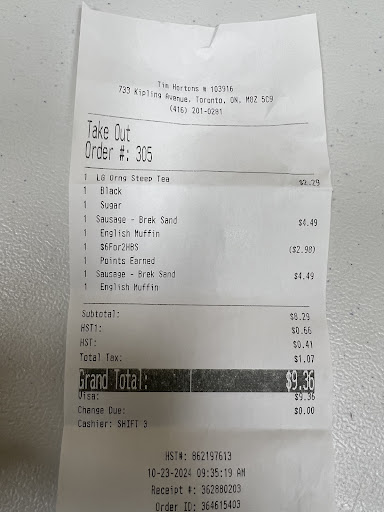 Tim Hortons # 103916
733 Kipling Avenue, Toronto, ON, M8Z 5G9
(416) 201-0281
Take Out
Order #: 305
1 LG Orng Steep Tea $2.29
1 Black
1 Sugar
1 Sausage - Brek Sand $4.49
1 English Muffin
1 $6For2HBS ($2.98)
1 Points Earned
1 Sausage - Brek Sand $4.49
1 English Muffin
Subtotal: $8.29
HST1: $0.66
HST: $0.41
Total Tax: $1.07
Grand Total: $9.36
Visa: $9.36
Change Due: $0.00
Cashier: SHIFT 3
HST#: 862197613
10-23-2024 09:35:19 AM
Receipt #: 362880203
Order ID: 364615403